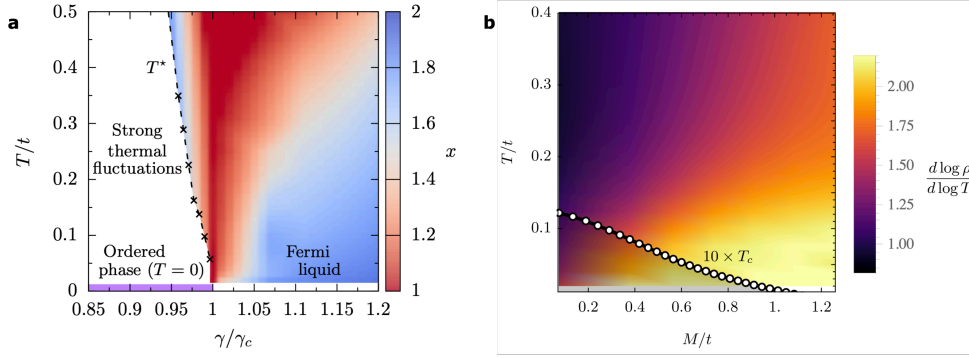 a
0.5
0.4
0.3
0.2
0.1
0
T/t
T⋆
Strong
thermal
fluctuations
Ordered
phase (T = 0)
Fermi
liquid
0.85
0.9
0.95
1
1.05
1.1
1.15
1.2
γ/γc
2
1.8
1.6
1.4
1.2
1
x
b
0.4
0.3
0.2
0.1
T/t
10 × Tc
0.2
0.4
0.6
0.8
1.0
1.2
M/t
2.00
1.75
1.50
1.25
1.00
d log ρ
d log T